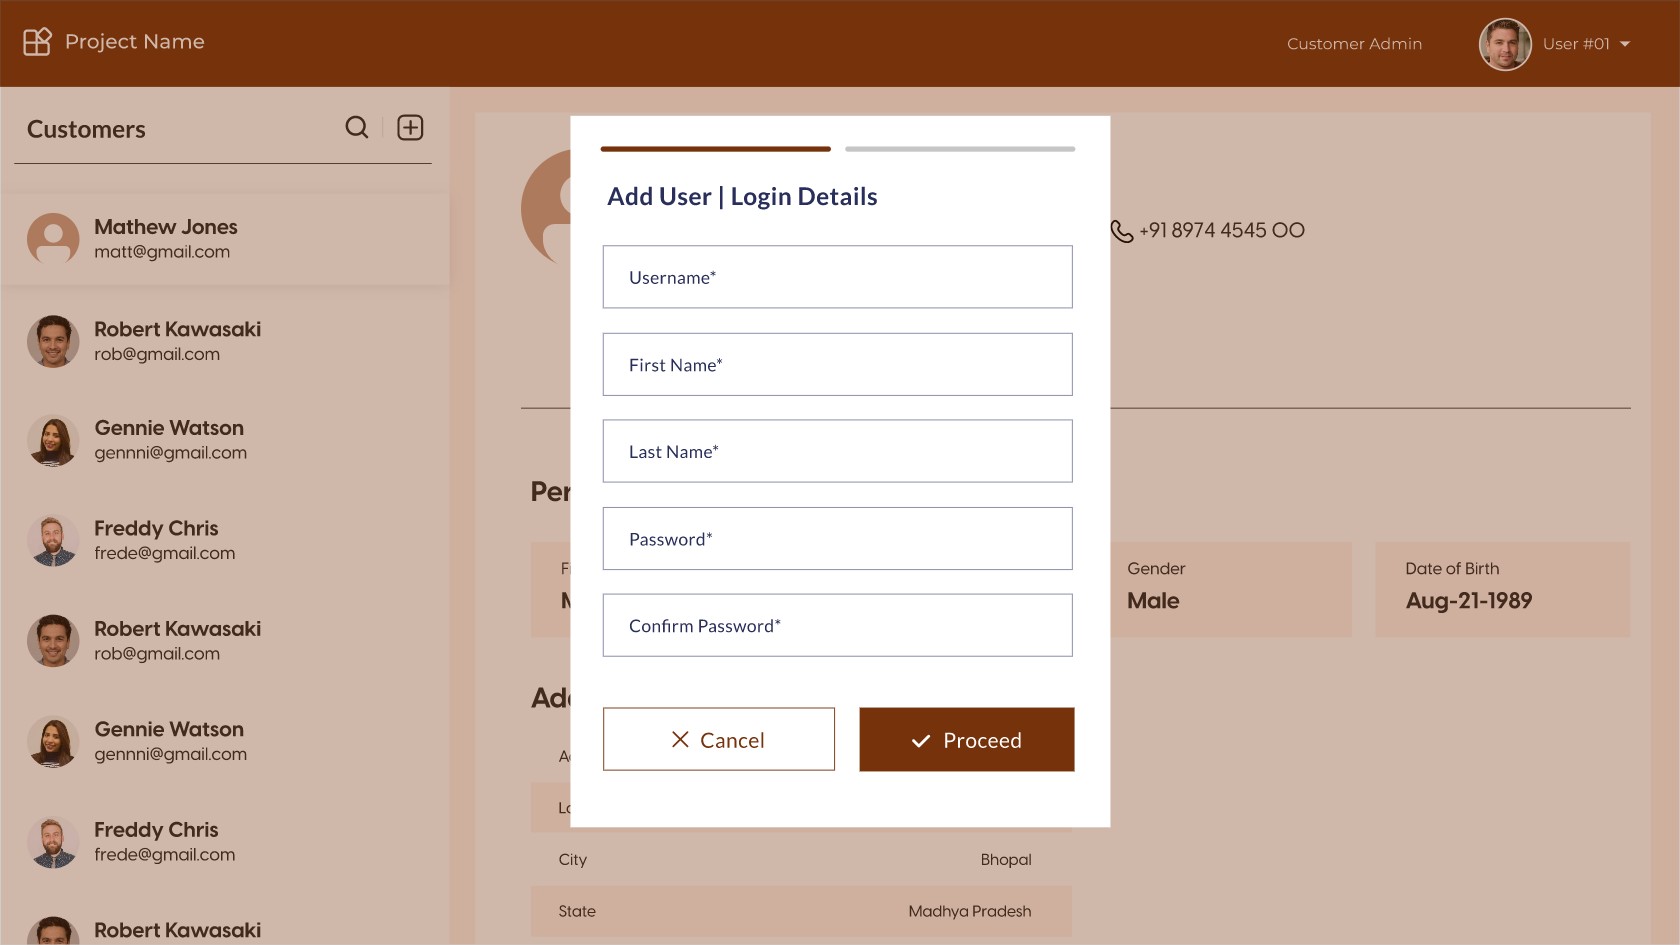 Project Name
Customer Admin
User #01
Customers
Mathew Jones
matt@gmail.com
Robert Kawasaki
rob@gmail.com
Gennie Watson
gennni@gmail.com
Freddy Chris
frede@gmail.com
Robert Kawasaki
rob@gmail.com
Gennie Watson
gennni@gmail.com
Freddy Chris
frede@gmail.com
Robert Kawasaki
Add User | Login Details
Username*
First Name*
Last Name*
Password*
Confirm Password*
Cancel
Proceed
+91 8974 4545 OO
Gender
Male
Date of Birth
Aug-21-1989
City
Bhopal
State
Madhya Pradesh